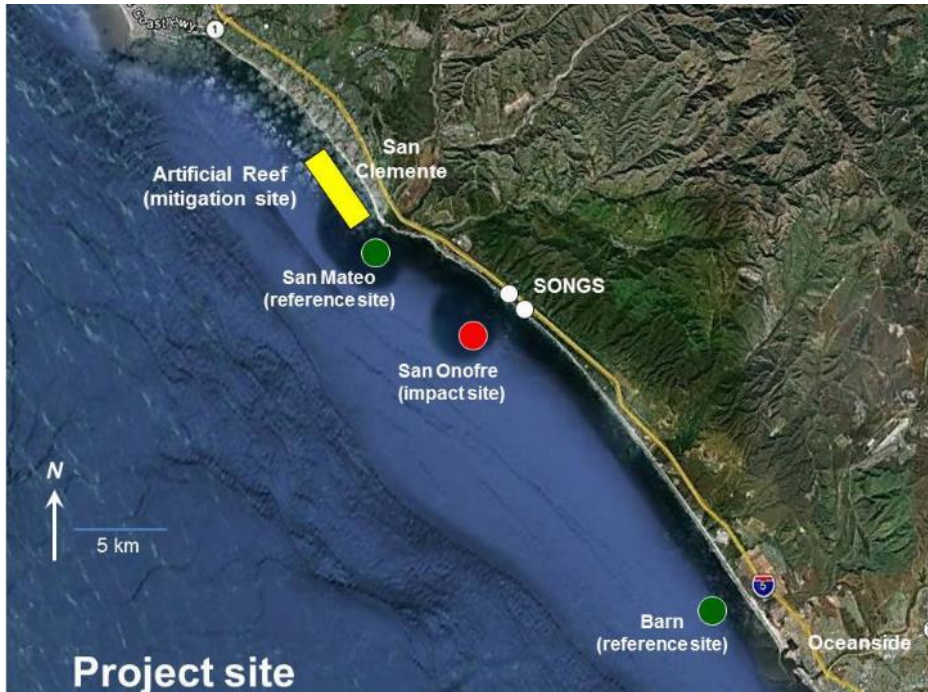 Coast Hwy
1
San
Clemente
Artificial Reef
(mitigation site)
San Mateo
(reference site)
SONGS
San Onofre
(impact site)
N
5 km
5
Barn
(reference site)
Oceanside
Project site